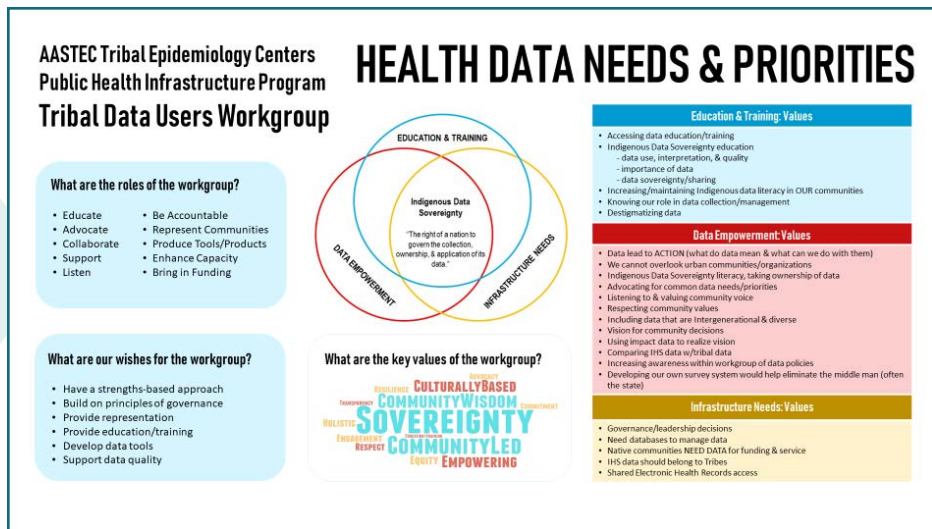 AASTEC Tribal Epidemiology Centers
Public Health Infrastructure Program
Tribal Data Users Workgroup
HEALTH DATA NEEDS & PRIORITIES
What are the roles of the workgroup?
• Educate
• Advocate
• Collaborate
• Support
• Listen
• Be Accountable
• Represent Communities
• Produce Tools/Products
• Enhance Capacity
• Bring in Funding
What are our wishes for the workgroup?
• Have a strengths-based approach
• Build on principles of governance
• Provide representation
• Provide education/training
• Develop data tools
• Support data quality
EDUCATION & TRAINING
Indigenous Data
Sovereignty
"The right of a nation to
govern the collection,
ownership, & application of its
data."
DATA EMPOWERMENT
INFRASTRUCTURE NEEDS
What are the key values of the workgroup?
ADVOCACY
RESILIENCE
CULTURALLYBASED
TRANSPARENCY
COMMUNITYWISDOM
COMMITMENT
HOLISTIC
SOVEREIGNTY
ENGAGEMENT
RESPECT
COMMUNITYLED
EQUITY
EMPOWERING
Education & Training: Values
• Accessing data education/training
• Indigenous Data Sovereignty education
- data use, interpretation, & quality
- importance of data
- data sovereignty/sharing
• Increasing/maintaining Indigenous data literacy in OUR communities
• Knowing our role in data collection/management
• Destigmatizing data
Data Empowerment: Values
• Data lead to ACTION (what do data mean & what can we do with them)
• We cannot overlook urban communities/organizations
• Indigenous Data Sovereignty literacy, taking ownership of data
• Advocating for common data needs/priorities
• Listening to & valuing community voice
• Respecting community values
• Including data that are Intergenerational & diverse
• Vision for community decisions
• Using impact data to realize vision
• Comparing IHS data w/tribal data
• Increasing awareness within workgroup of data policies
• Developing our own survey system would help eliminate the middle man (often
the state)
Infrastructure Needs: Values
• Governance/leadership decisions
• Need databases to manage data
• Native communities NEED DATA for funding & service
• IHS data should belong to Tribes
• Shared Electronic Health Records access